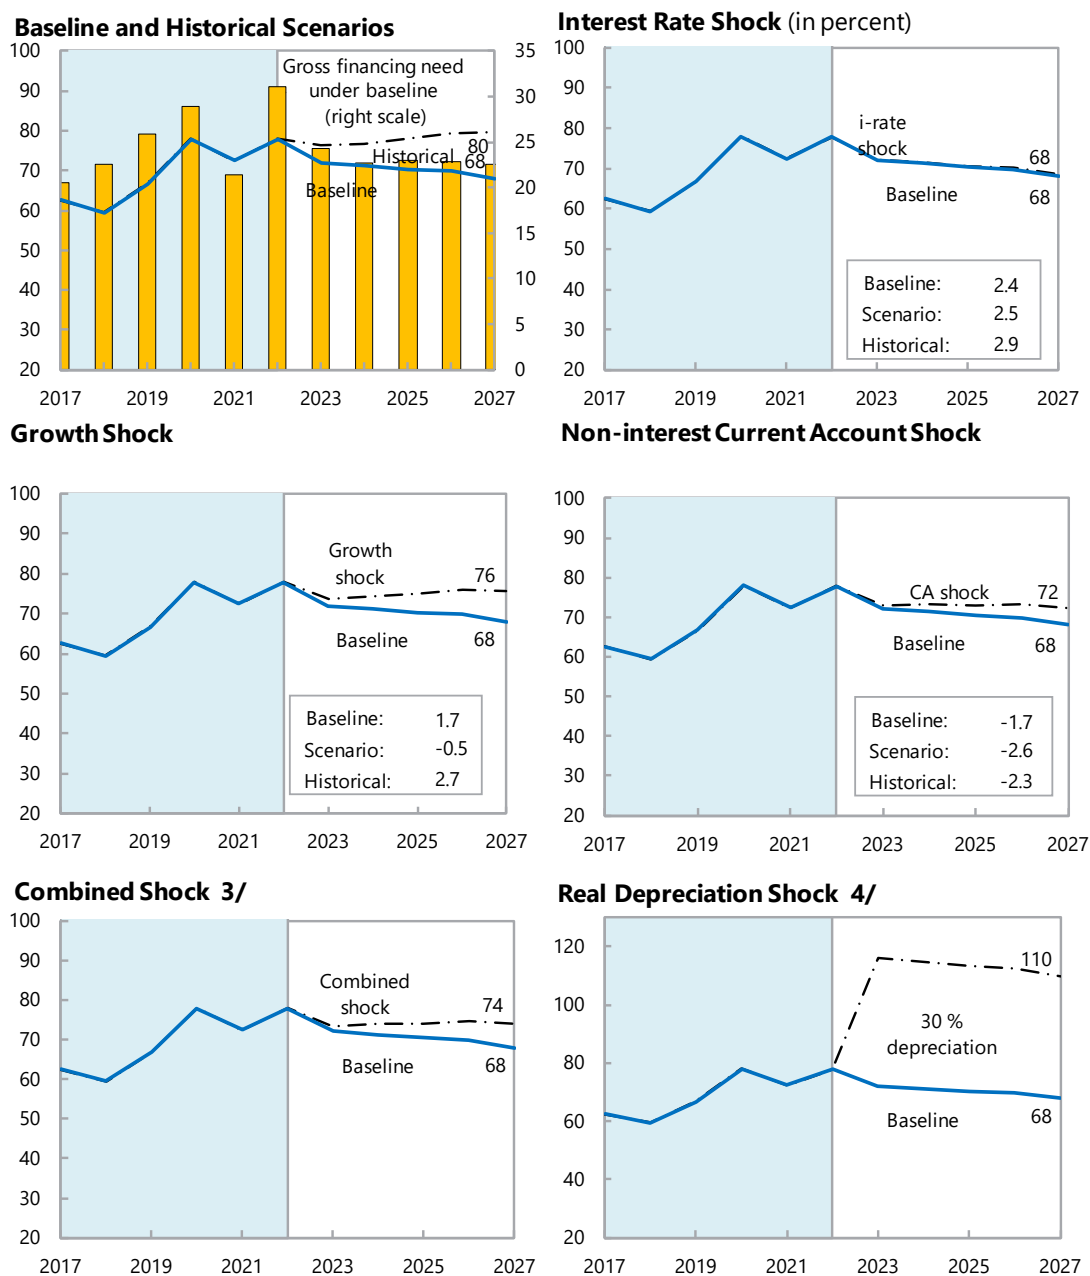 Baseline and Historical Scenarios
100
90
80
70
60
50
40
30
20
35
30
25
20
15
10
5
0
Gross financing need
under baseline
(right scale)
80
Historical
68
Baseline
2017 2019 2021 2023 2025 2027
Interest Rate Shock (in percent)
100
90
80
70
60
50
40
30
20
i-rate
shock
68
Baseline
68
Baseline: 2.4
Scenario: 2.5
Historical: 2.9
2017 2019 2021 2023 2025 2027
Growth Shock
100
90
80
70
60
50
40
30
20
Growth
shock
76
Baseline
68
Baseline: 1.7
Scenario: -0.5
Historical: 2.7
2017 2019 2021 2023 2025 2027
Non-interest Current Account Shock
100
90
80
70
60
50
40
30
20
CA shock
72
Baseline
68
Baseline: -1.7
Scenario: -2.6
Historical: -2.3
2017 2019 2021 2023 2025 2027
Combined Shock 3/
100
90
80
70
60
50
40
30
20
Combined
shock
74
Baseline
68
2017 2019 2021 2023 2025 2027
Real Depreciation Shock 4/
120
100
80
60
40
20
110
30 %
depreciation
Baseline
68
2017 2019 2021 2023 2025 2027